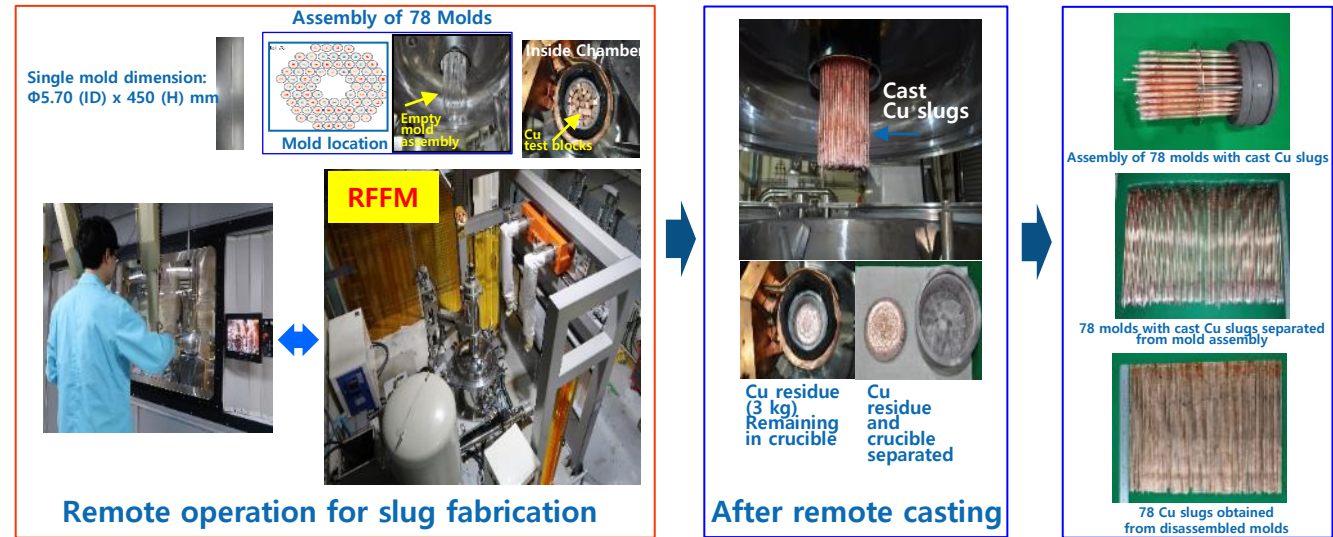 Assembly of 78 Molds
Single mold dimension:
Φ5.70 (ID) x 450 (H) mm
Empty
mold
assembly
Mold location
Inside Chamber
Cu
test blocks
RFFM
Remote operation for slug fabrication
Cast
Cu slugs
Cu residue
(3 kg)
Remaining
in crucible
Cu
residue
and
crucible
separated
After remote casting
Assembly of 78 molds with cast Cu slugs
78 molds with cast Cu slugs separated
from mold assembly
78 Cu slugs obtained
from disassembled molds